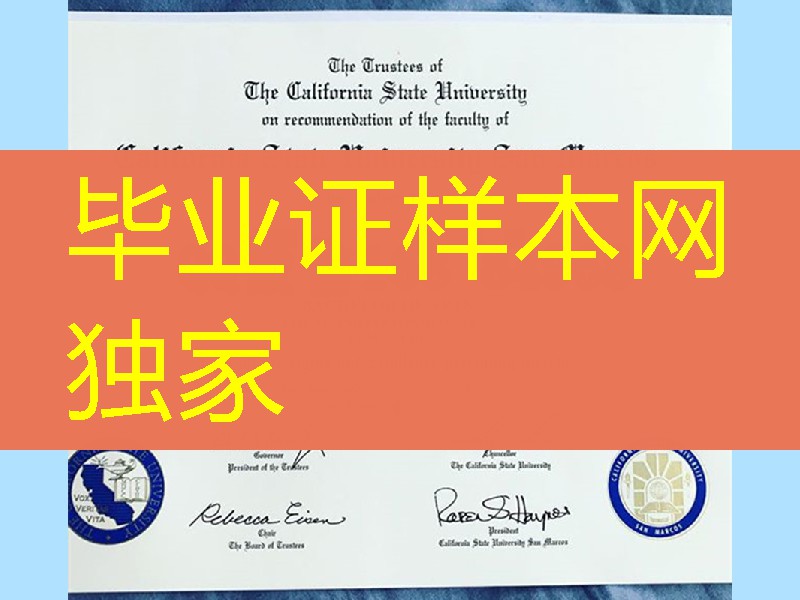 The Trustees of
The California State University
on recommendation of the faculty of
毕业证样本网
独家
Governor
President of the Trustees
Chancellor
The California State University
VOX
VERITAS
VITA
Rebecca Eisen
Chair
The Board of Trustees
President
California State University San Marcos
SAN MARCOS